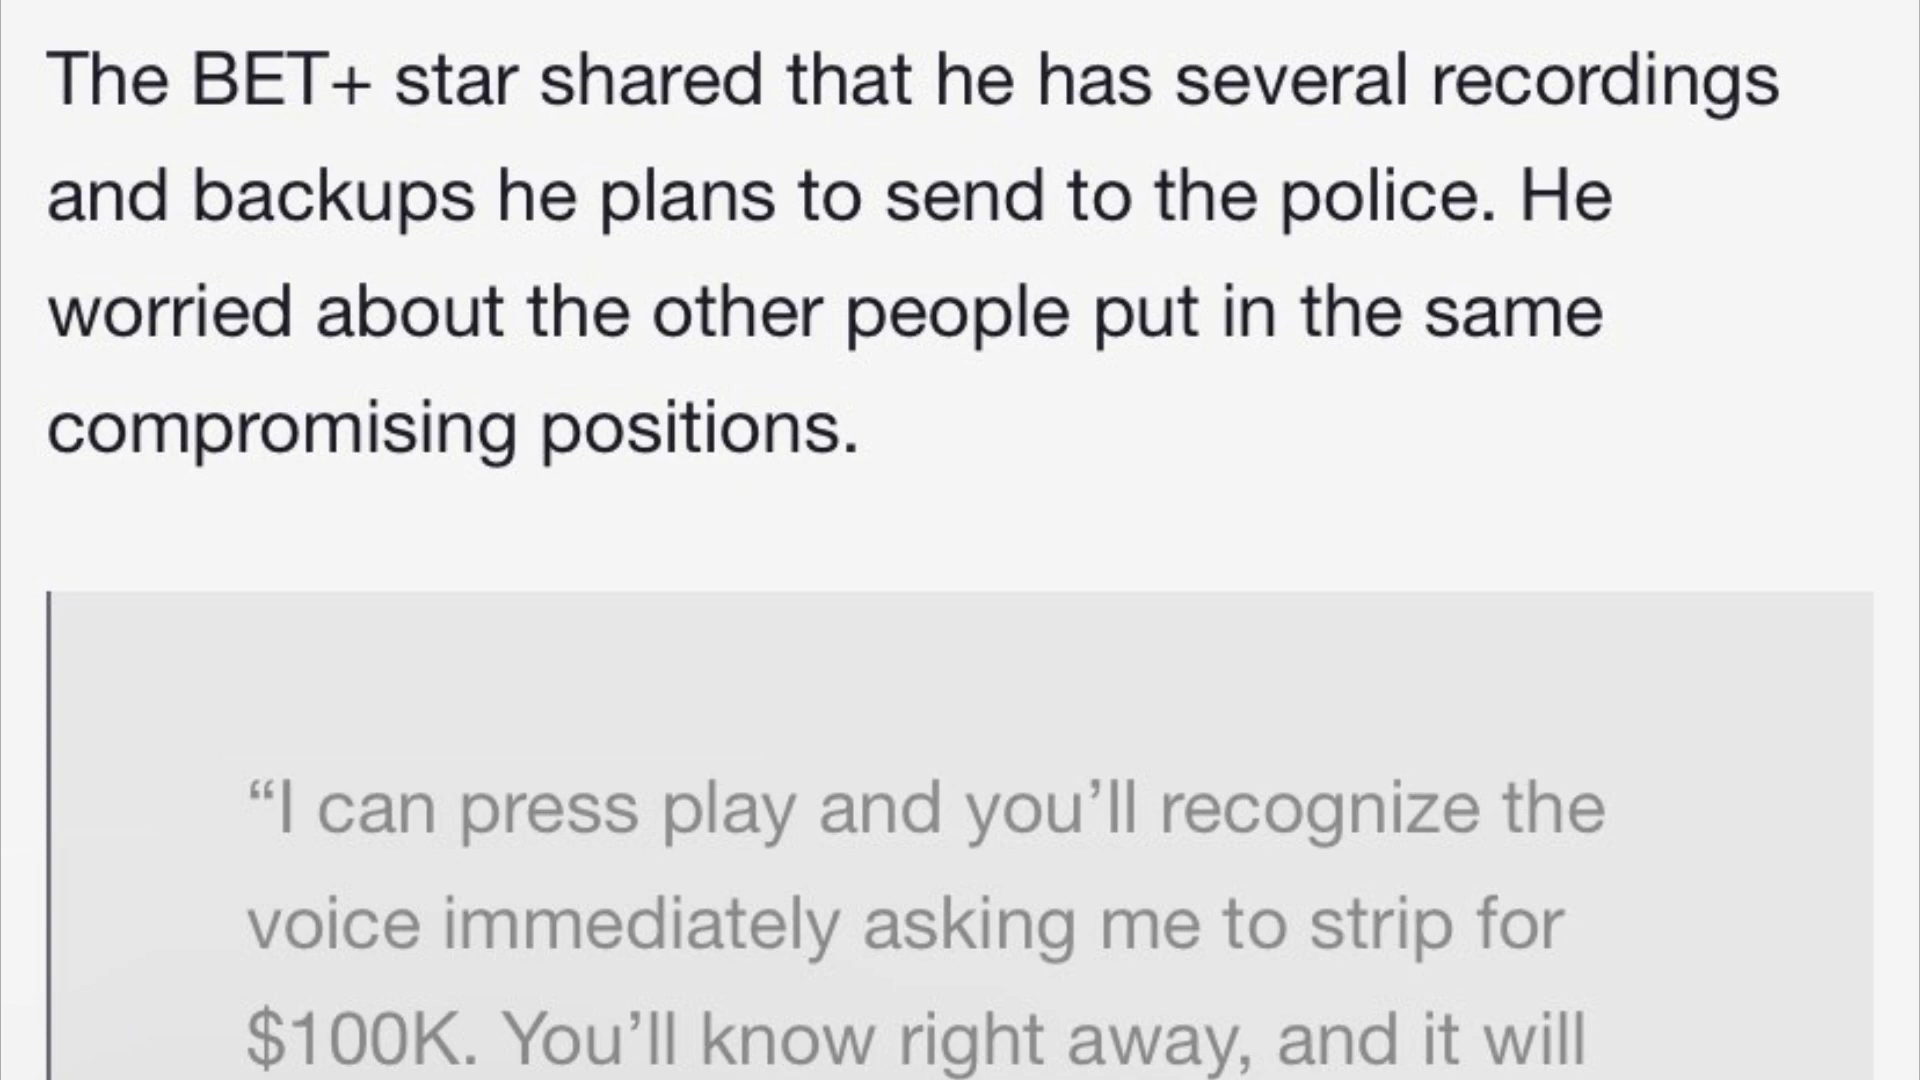 The BET+ star shared that he has several recordings
and backups he plans to send to the police. He
worried about the other people put in the same
compromising positions.
“I can press play and you’ll recognize the
voice immediately asking me to strip for
$100K. You’ll know right away, and it will